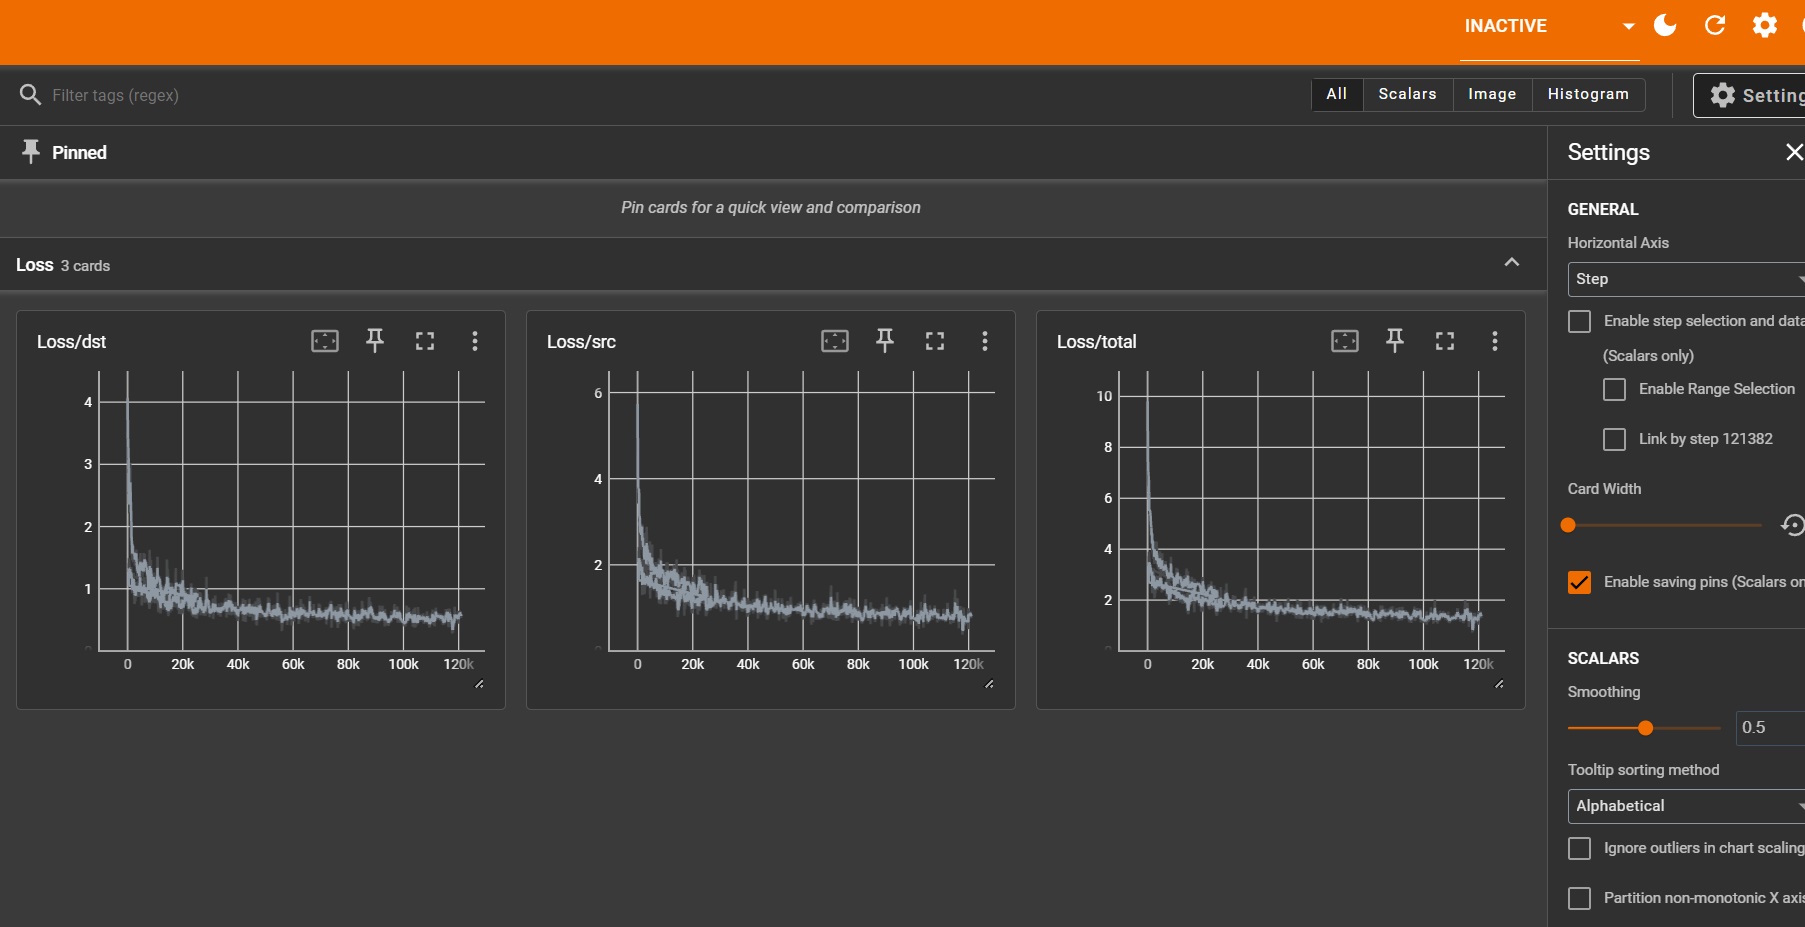 INACTIVE
Filter tags (regex)
All Scalars Image Histogram
Setting
Pinned
Settings
Pin cards for a quick view and comparison
GENERAL
Horizontal Axis
Step
Enable step selection and data
(Scalars only)
Enable Range Selection
Link by step 121382
Card Width
Enable saving pins (Scalars on
SCALARS
Smoothing
0.5
Tooltip sorting method
Alphabetical
Ignore outliers in chart scaling
Partition non-monotonic X axis
Loss 3 cards
Loss/dst
4
3
2
1
0 20k 40k 60k 80k 100k 120k
Loss/src
6
4
2
0 20k 40k 60k 80k 100k 120k
Loss/total
10
8
6
4
2
0 20k 40k 60k 80k 100k 120k